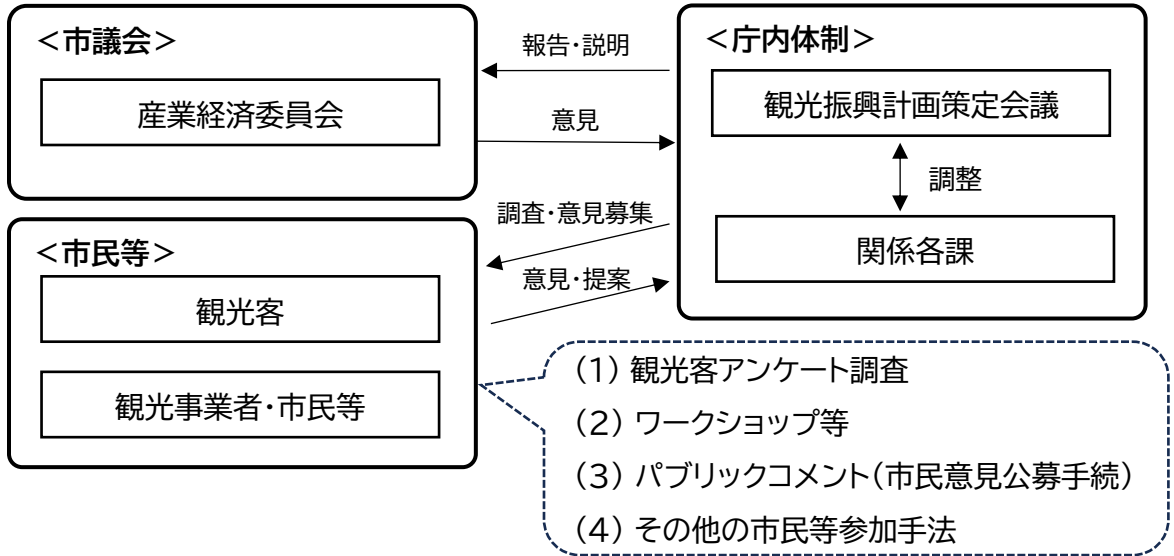 <市議会>
産業経済委員会
報告・説明
意見
<庁内体制>
観光振興計画策定会議
調整
関係各課
<市民等>
観光客
観光事業者・市民等
調査・意見募集
意見・提案
(1) 観光客アンケート調査
(2) ワークショップ等
(3) パブリックコメント(市民意見公募手続)
(4) その他の市民等参加手法